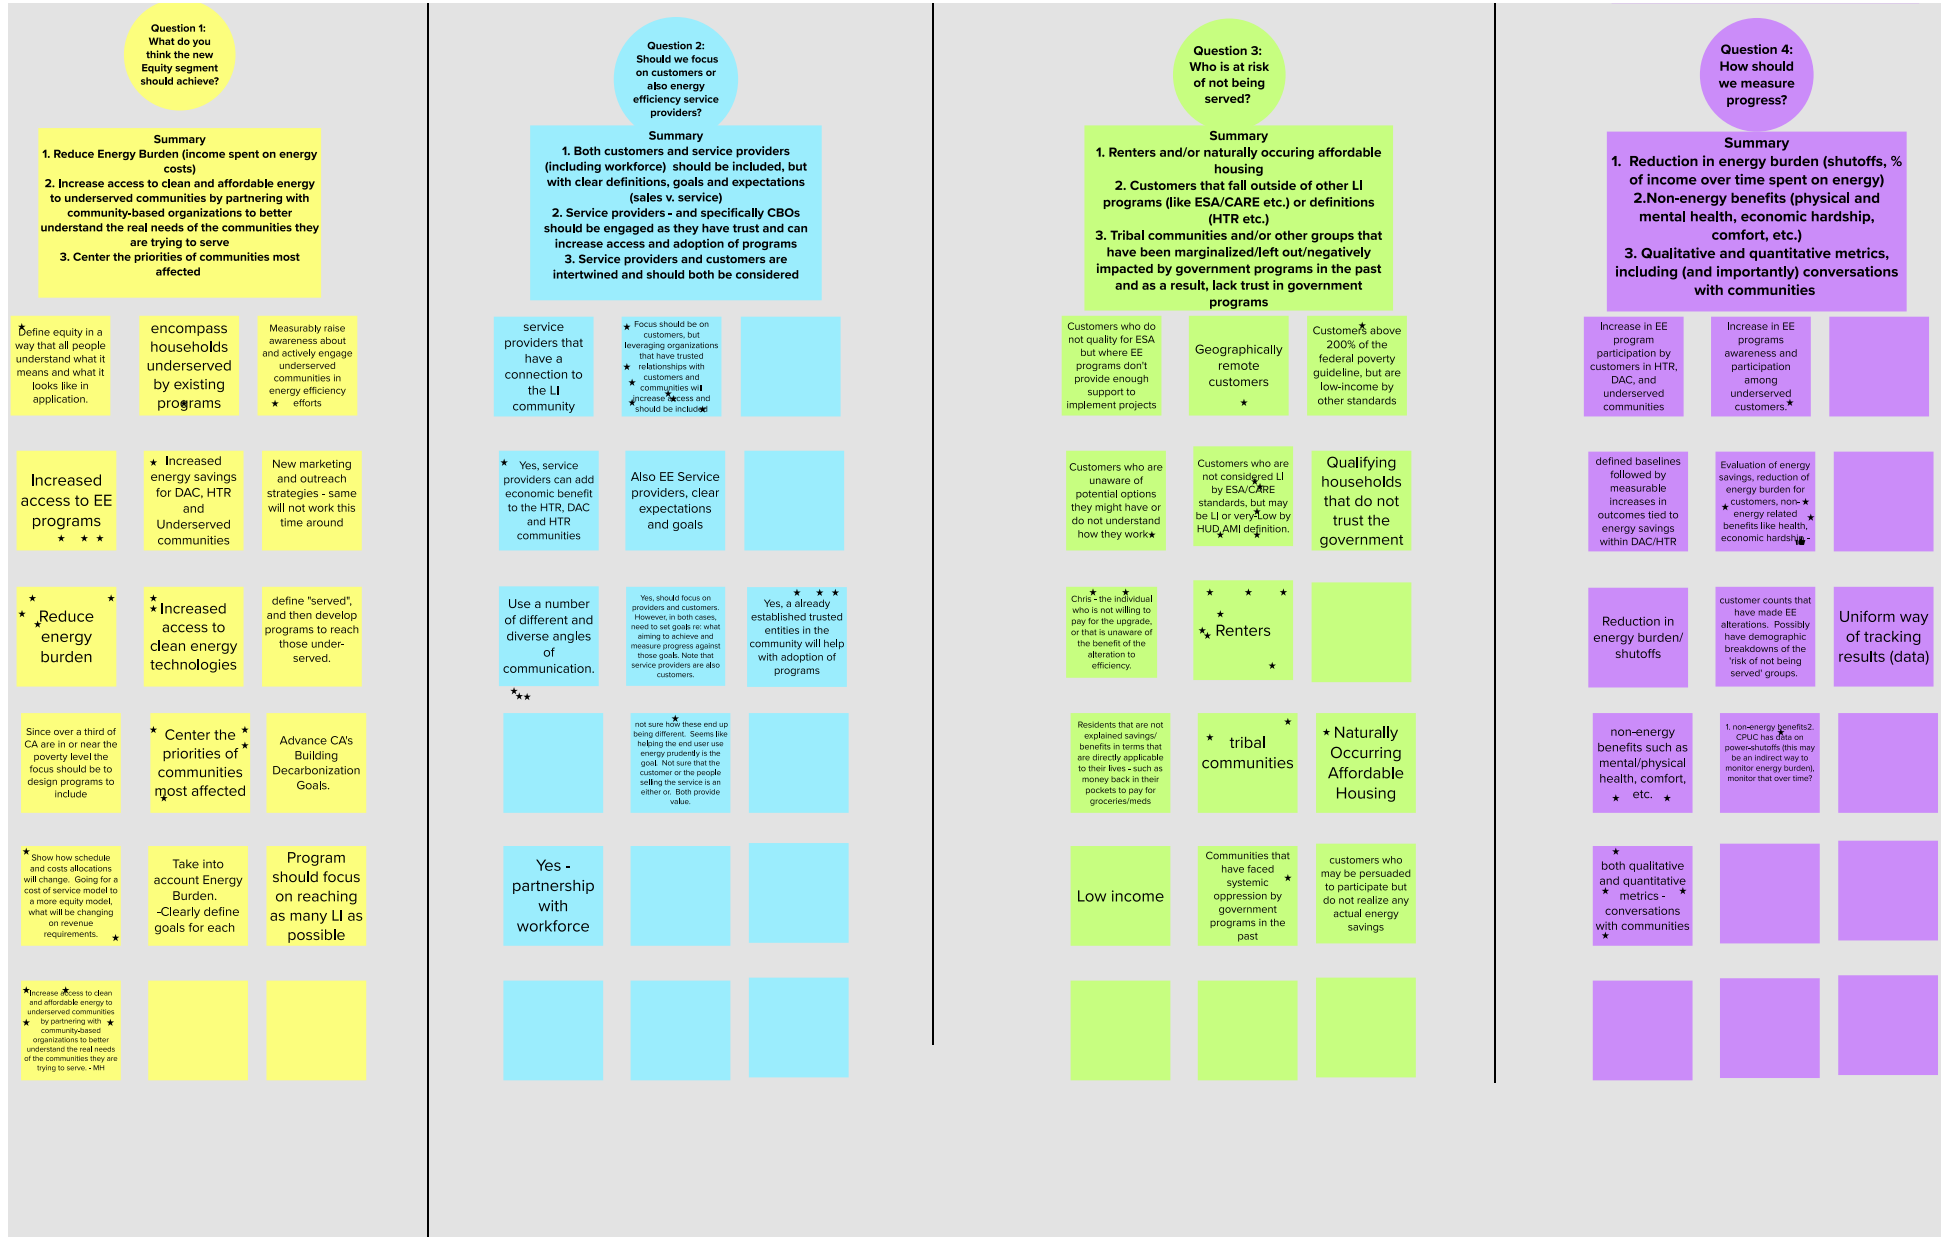 Question 1:
What do you
think the new
Equity segment
should achieve?
Summary
1. Reduce Energy Burden (income spent on energy
costs)
2. Increase access to clean and affordable energy
to underserved communities by partnering with
community-based organizations to better
understand the real needs of the communities they
are trying to serve
3. Center the priorities of communities most
affected
Define equity in a
way that all people
understand what it
means and what it
looks like in
application.
encompass
households
underserved
by existing
programs
Measurably raise
awareness about
and actively engage
underserved
communities in
energy efficiency
efforts
Increased
access to EE
programs
Increased
energy savings
for DAC, HTR
and
Underserved
communities
New marketing
and outreach
strategies - same
will not work this
time around
Reduce
energy
burden
Increased
access to
clean energy
technologies
define "served",
and then develop
programs to reach
those under-
served.
Since over a third of
CA are in or near the
poverty level the
focus should be to
design programs to
include
Center the
priorities of
communities
most affected
Advance CA's
Building
Decarbonization
Goals.
Show how schedule
and costs allocations
will change. Going for a
cost of service model to
a more equity model,
what will be changing
on revenue
requirements.
Take into
account Energy
Burden.
-Clearly define
goals for each
Program
should focus
on reaching
as many LI as
possible
Increase access to clean
and affordable energy to
underserved communities
by partnering with
community-based
organizations to better
understand the real needs
of the communities they are
trying to serve. - MH
Question 2:
Should we focus
on customers or
also energy
efficiency service
providers?
Summary
1. Both customers and service providers
(including workforce) should be included, but
with clear definitions, goals and expectations
(sales v. service)
2. Service providers - and specifically CBOs
should be engaged as they have trust and can
increase access and adoption of programs
3. Service providers and customers are
intertwined and should both be considered
service
providers that
have a
connection to
the LI
community
Focus should be on
customers, but
leveraging organizations
that have trusted
relationships with
customers and
communities will
increase access and
should be included
Yes, service
providers can add
economic benefit
to the HTR, DAC
and HTR
communities
Also EE Service
providers, clear
expectations
and goals
Use a number
of different and
diverse angles
of
communication.
Yes, should focus on
providers and customers.
However, in both cases,
need to set goals re: what
aiming to achieve and
measure progress against
those goals. Note that
service providers are also
customers.
Yes, a already
established trusted
entities in the
community will help
with adoption of
programs
not sure how these end up
being different. Seems like
helping the end user use
energy prudently is the
goal. Not sure that the
customer or the people
selling the service is an
either or. Both provide
value.
Yes -
partnership
with
workforce
Question 3:
Who is at risk
of not being
served?
Summary
1. Renters and/or naturally occuring affordable
housing
2. Customers that fall outside of other LI
programs (like ESA/CARE etc.) or definitions
(HTR etc.)
3. Tribal communities and/or other groups that
have been marginalized/left out/negatively
impacted by government programs in the past
and as a result, lack trust in government
programs
Customers who do
not quality for ESA
but where EE
programs don't
provide enough
support to
implement projects
Geographically
remote
customers
Customers above
200% of the
federal poverty
guideline, but are
low-income by
other standards
Customers who are
unaware of
potential options
they might have or
do not understand
how they work
Customers who are
not considered LI
by ESA/CARE
standards, but may
be LI or very-Low by
HUD AMI definition.
Qualifying
households
that do not
trust the
government
Chris - the individual
who is not willing to
pay for the upgrade,
or that is unaware of
the benefit of the
alteration to
efficiency.
Renters
Residents that are not
explained savings/
benefits in terms that
are directly applicable
to their lives - such as
money back in their
pockets to pay for
groceries/meds
tribal
communities
Naturally
Occurring
Affordable
Housing
Low income
Communities that
have faced
systemic
oppression by
government
programs in the
past
customers who
may be persuaded
to participate but
do not realize any
actual energy
savings
Question 4:
How should
we measure
progress?
Summary
1. Reduction in energy burden (shutoffs, %
of income over time spent on energy)
2.Non-energy benefits (physical and
mental health, economic hardship,
comfort, etc.)
3. Qualitative and quantitative metrics,
including (and importantly) conversations
with communities
Increase in EE
program
participation by
customers in HTR,
DAC, and
underserved
communities
Increase in EE
programs
awareness and
participation
among
underserved
customers.
defined baselines
followed by
measurable
increases in
outcomes tied to
energy savings
within DAC/HTR
Evaluation of energy
savings, reduction of
energy burden for
customers, non-
energy related
benefits like health,
economic hardship -
Reduction in
energy burden/
shutoffs
customer counts that
have made EE
alterations. Possibly
have demographic
breakdowns of the
'risk of not being
served' groups.
Uniform way
of tracking
results (data)
non-energy
benefits such as
mental/physical
health, comfort,
etc.
1. non-energy benefits2.
CPUC has data on
power-shutoffs (this may
be an indirect way to
monitor energy burden),
monitor that over time?
both qualitative
and quantitative
metrics -
conversations
with communities